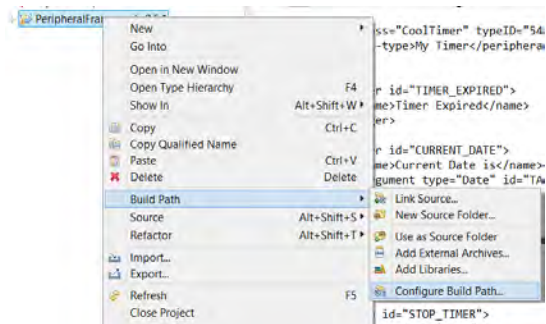 New
Go Into
Open in New Window
Open Type Hierarchy F4
Show In Alt+Shift+W
Copy Ctrl+C
Copy Qualified Name
Paste Ctrl+V
Delete Delete
Build Path
Source Alt+Shift+S
Refactor Alt+Shift+T
Import...
Export...
Refresh F5
Close Project
Link Source...
New Source Folder...
Use as Source Folder
Add External Archives...
Add Libraries...
Configure Build Path...
ss="CoolTimer" typeID="54
-type>My Timer</periphera
r id="TIMER_EXPIRED">
me>Timer Expired</name>
er>
r id="CURRENT_DATE">
me>Current Date is</name>
gument type="Date" id="TA
id="STOP_TIMER">